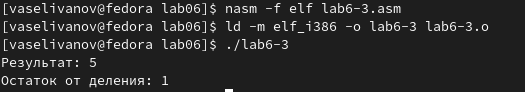 [vaselivanov@fedora lab06]$ nasm -f elf lab6-3.asm
[vaselivanov@fedora lab06]$ ld -m elf_i386 -o lab6-3 lab6-3.o
[vaselivanov@fedora lab06]$ ./lab6-3
Результат: 5
Остаток от деления: 1